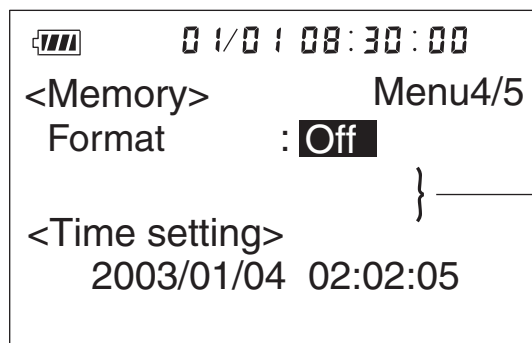 01/01 08:30:00
<Memory> Menu4/5
Format : Off
<Time setting>
2003/01/04 02:02:05